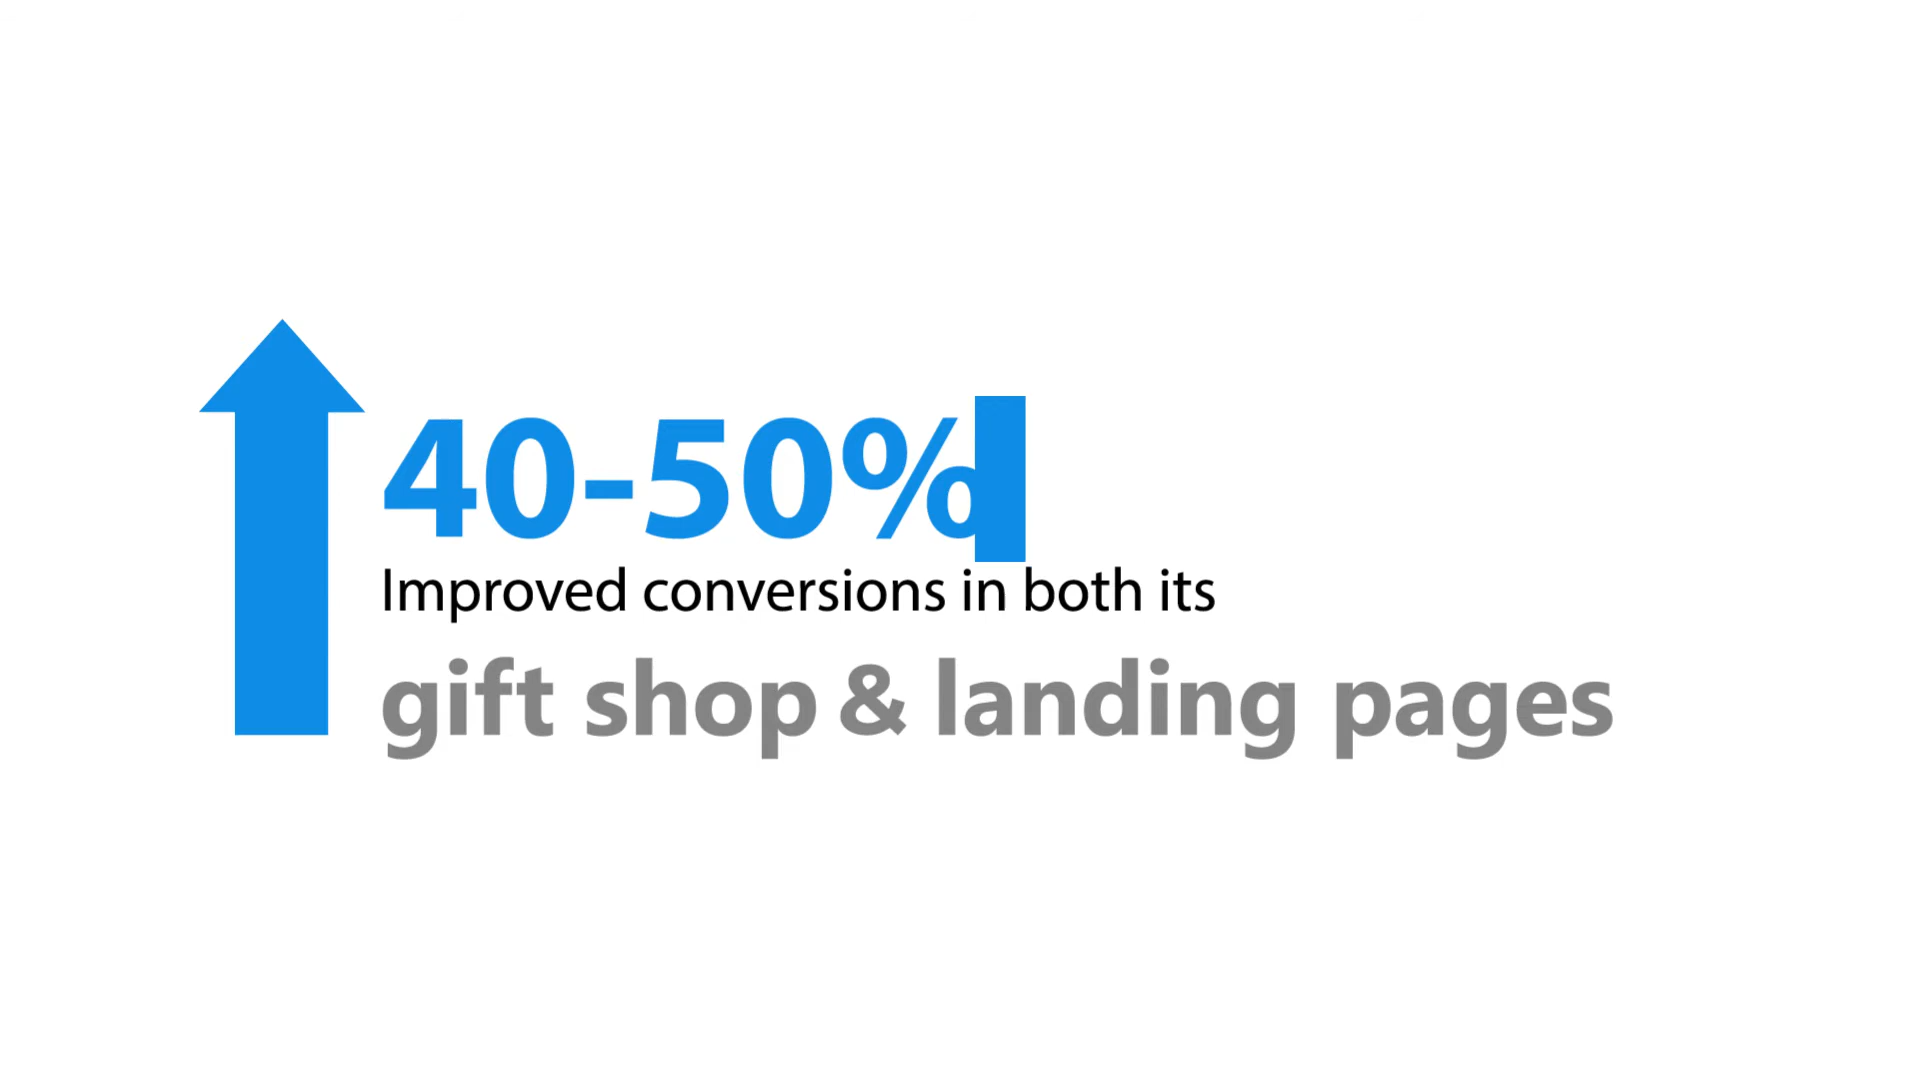 40-50%
Improved conversions in both its
gift shop & landing pages